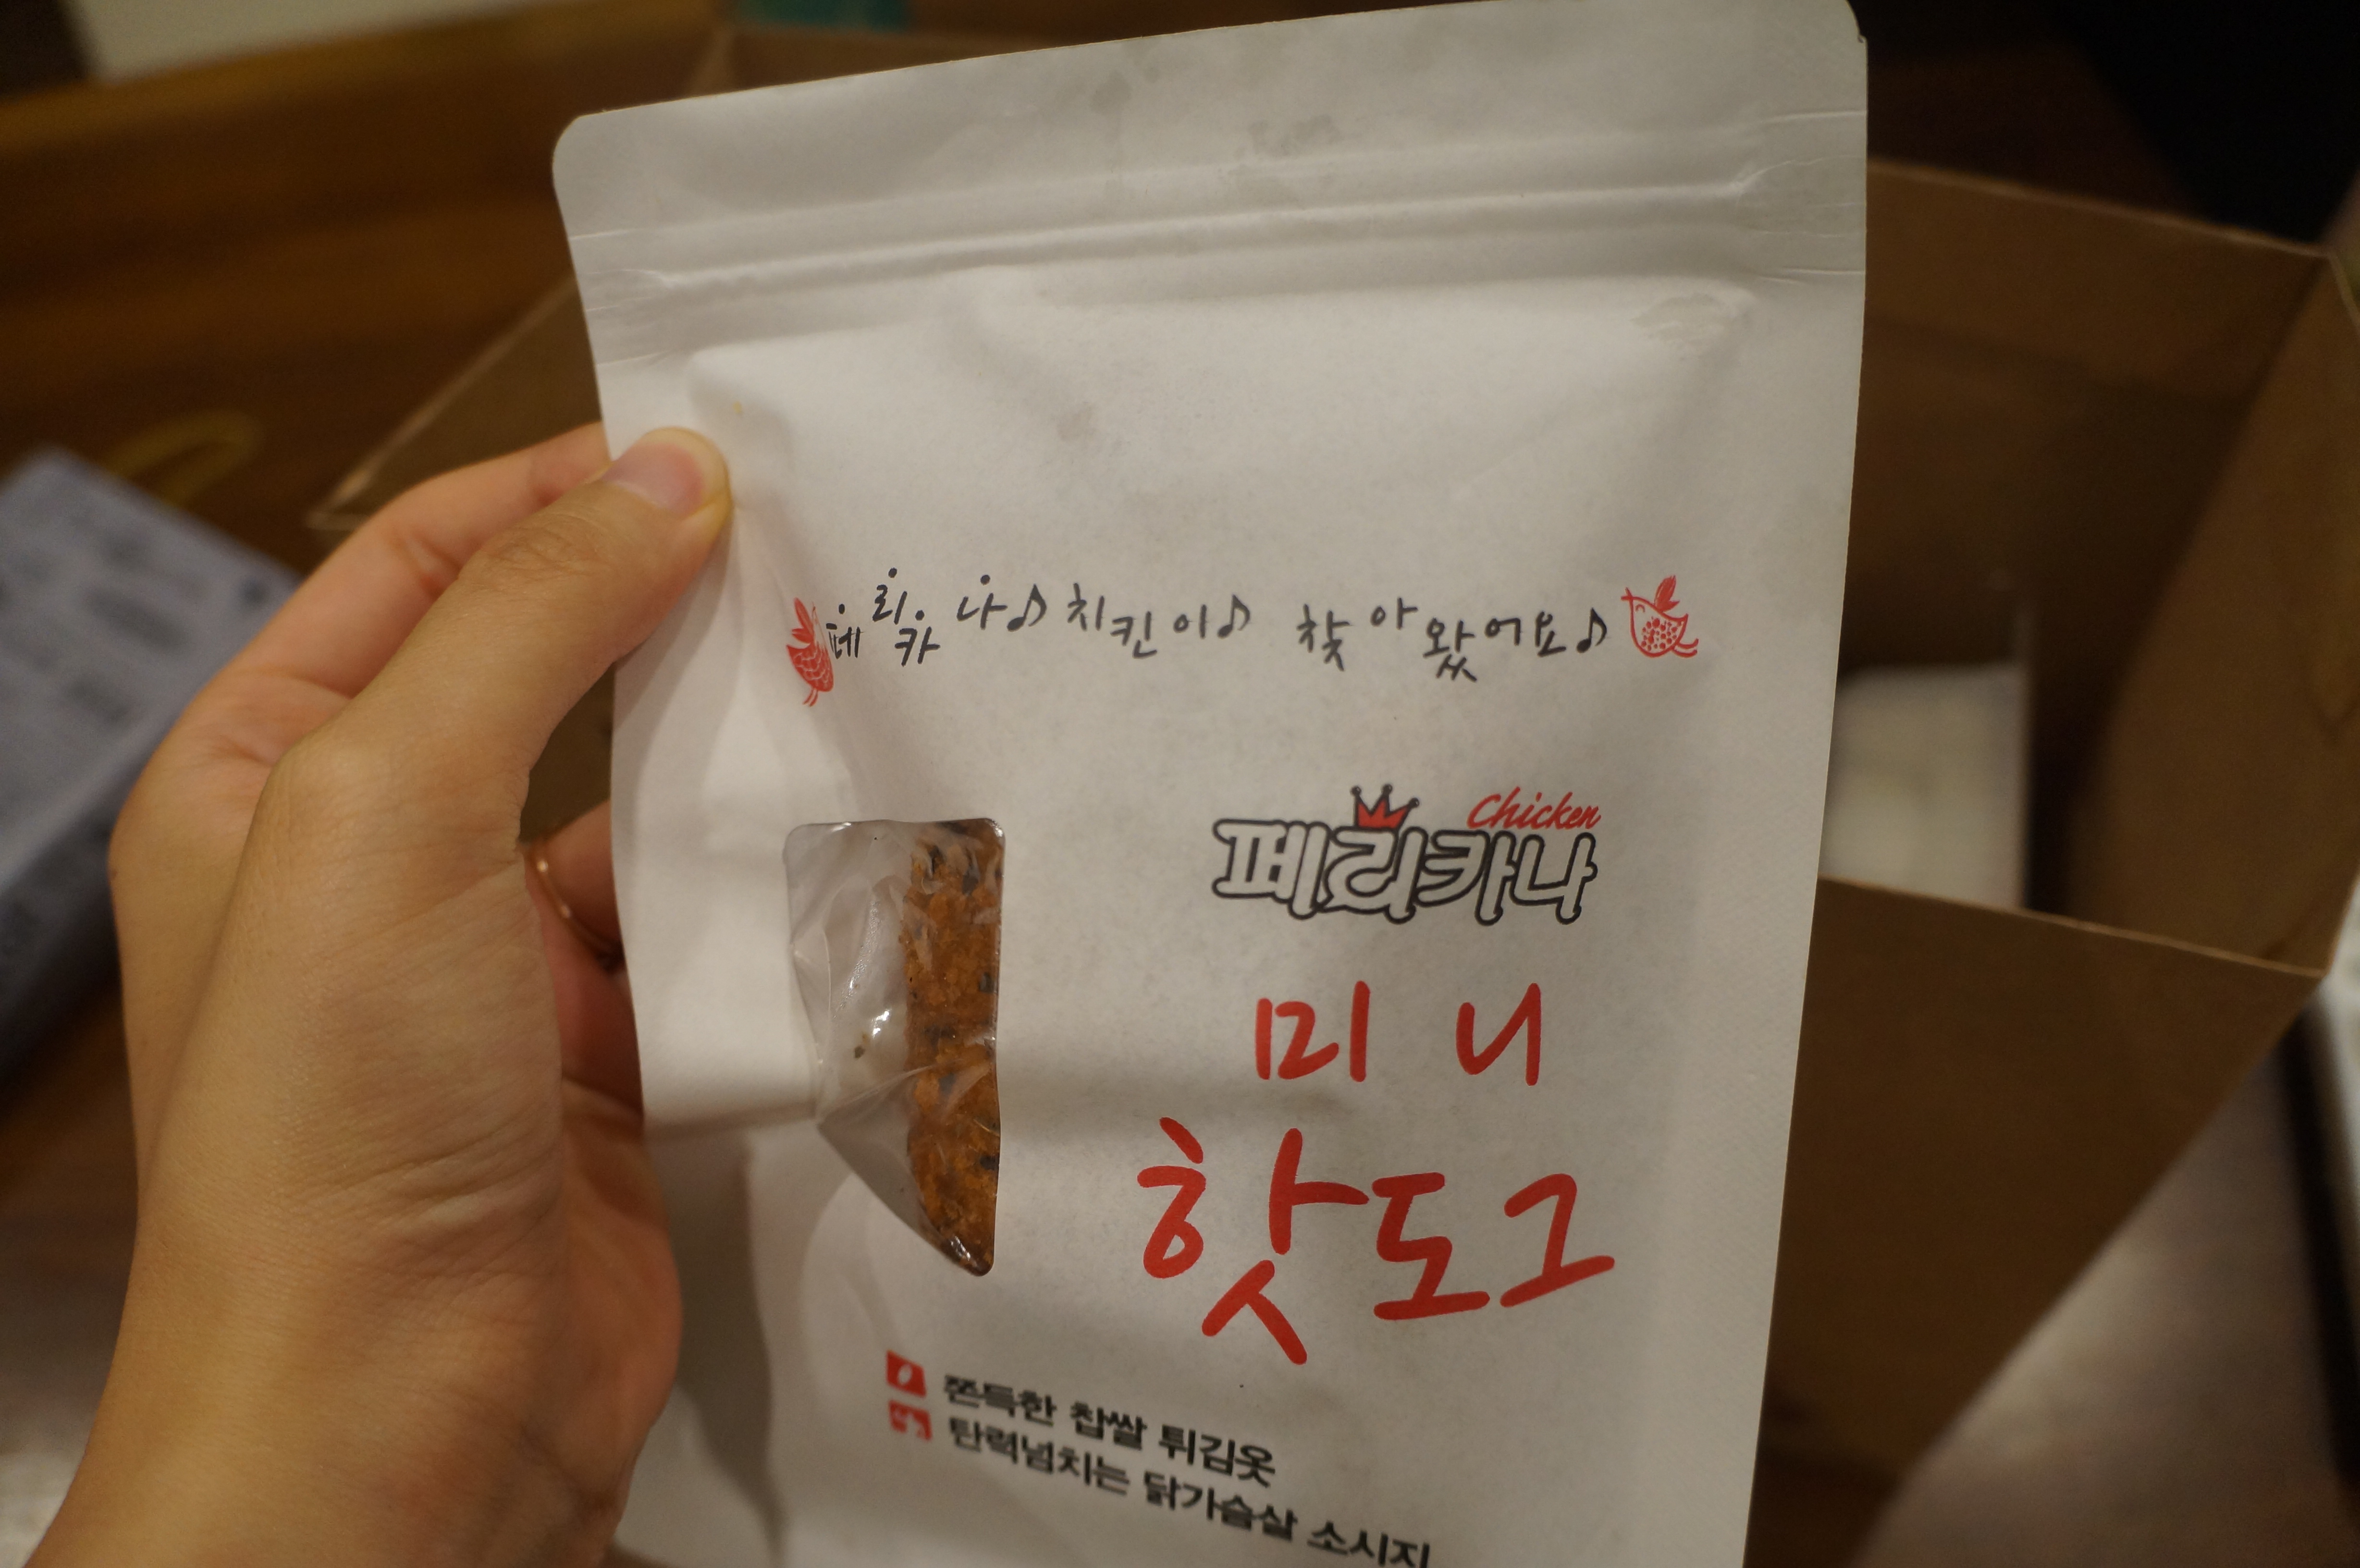 페리카나♪ 치킨이♪ 찾아왔어요♪
Chicken
페리카나
미니
핫도그
쫀득한 찹쌀 튀김옷
탄력넘치는 닭가슴살 소시지